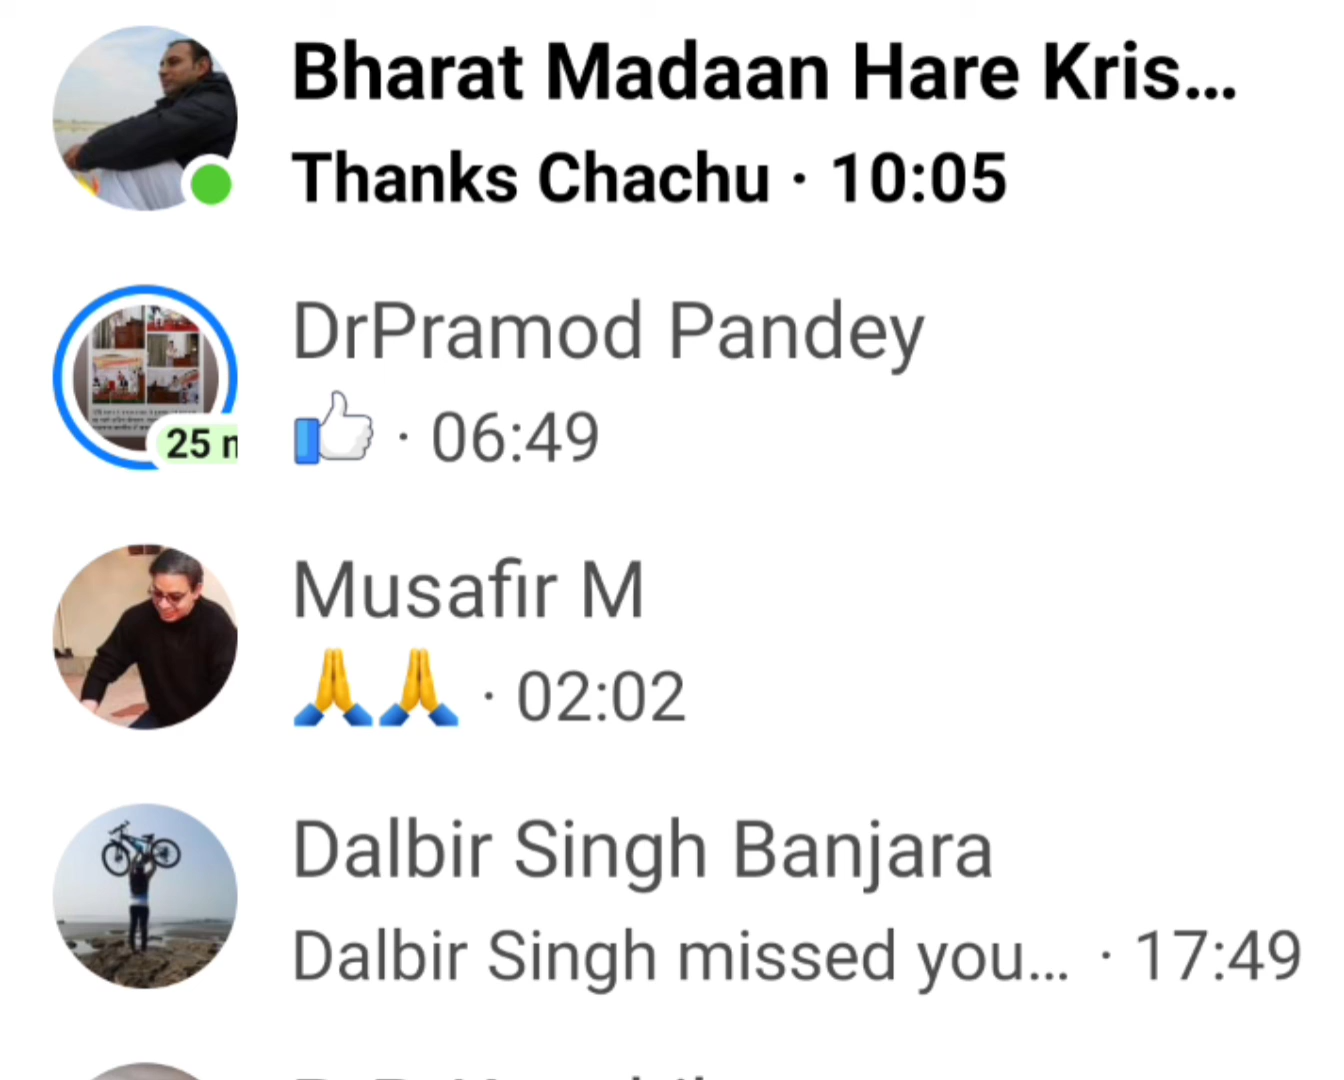 Bharat Madaan Hare Kris...
Thanks Chachu · 10:05
DrPramod Pandey
👍 · 06:49
25
Musafir M
🙏🙏 · 02:02
Dalbir Singh Banjara
Dalbir Singh missed you... · 17:49